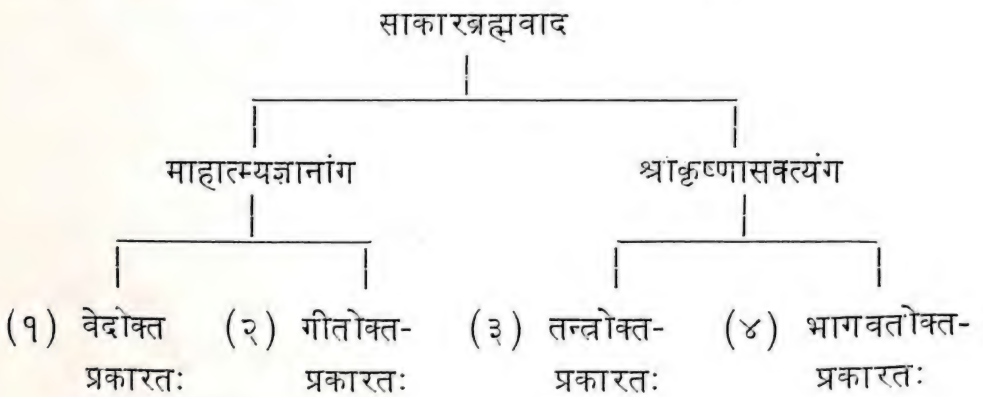 साकारब्रह्मवाद
माहात्म्यज्ञानांग श्रीकृष्णासक्त्यंग
(१) वेदोक्त (२) गीतोक्त- (३) तन्त्रोक्त- (४) भागवतोक्त-
प्रकारतः प्रकारतः प्रकारतः प्रकारतः